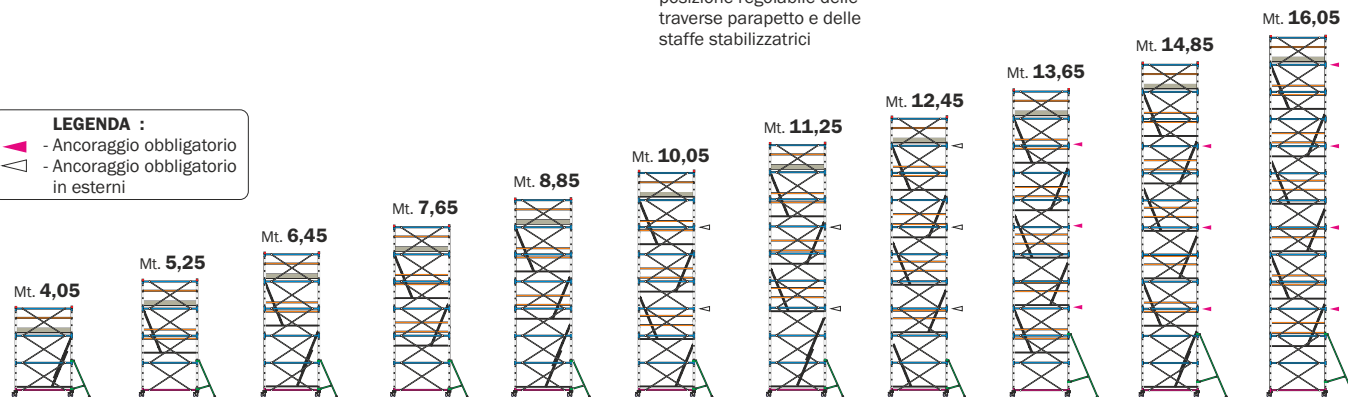 posizione regolabile delle
traverse parapetto e delle
staffe stabilizzatrici
LEGENDA :
- Ancoraggio obbligatorio
- Ancoraggio obbligatorio
in esterni
Mt. 4,05
Mt. 5,25
Mt. 6,45
Mt. 7,65
Mt. 8,85
Mt. 10,05
Mt. 11,25
Mt. 12,45
Mt. 13,65
Mt. 14,85
Mt. 16,05